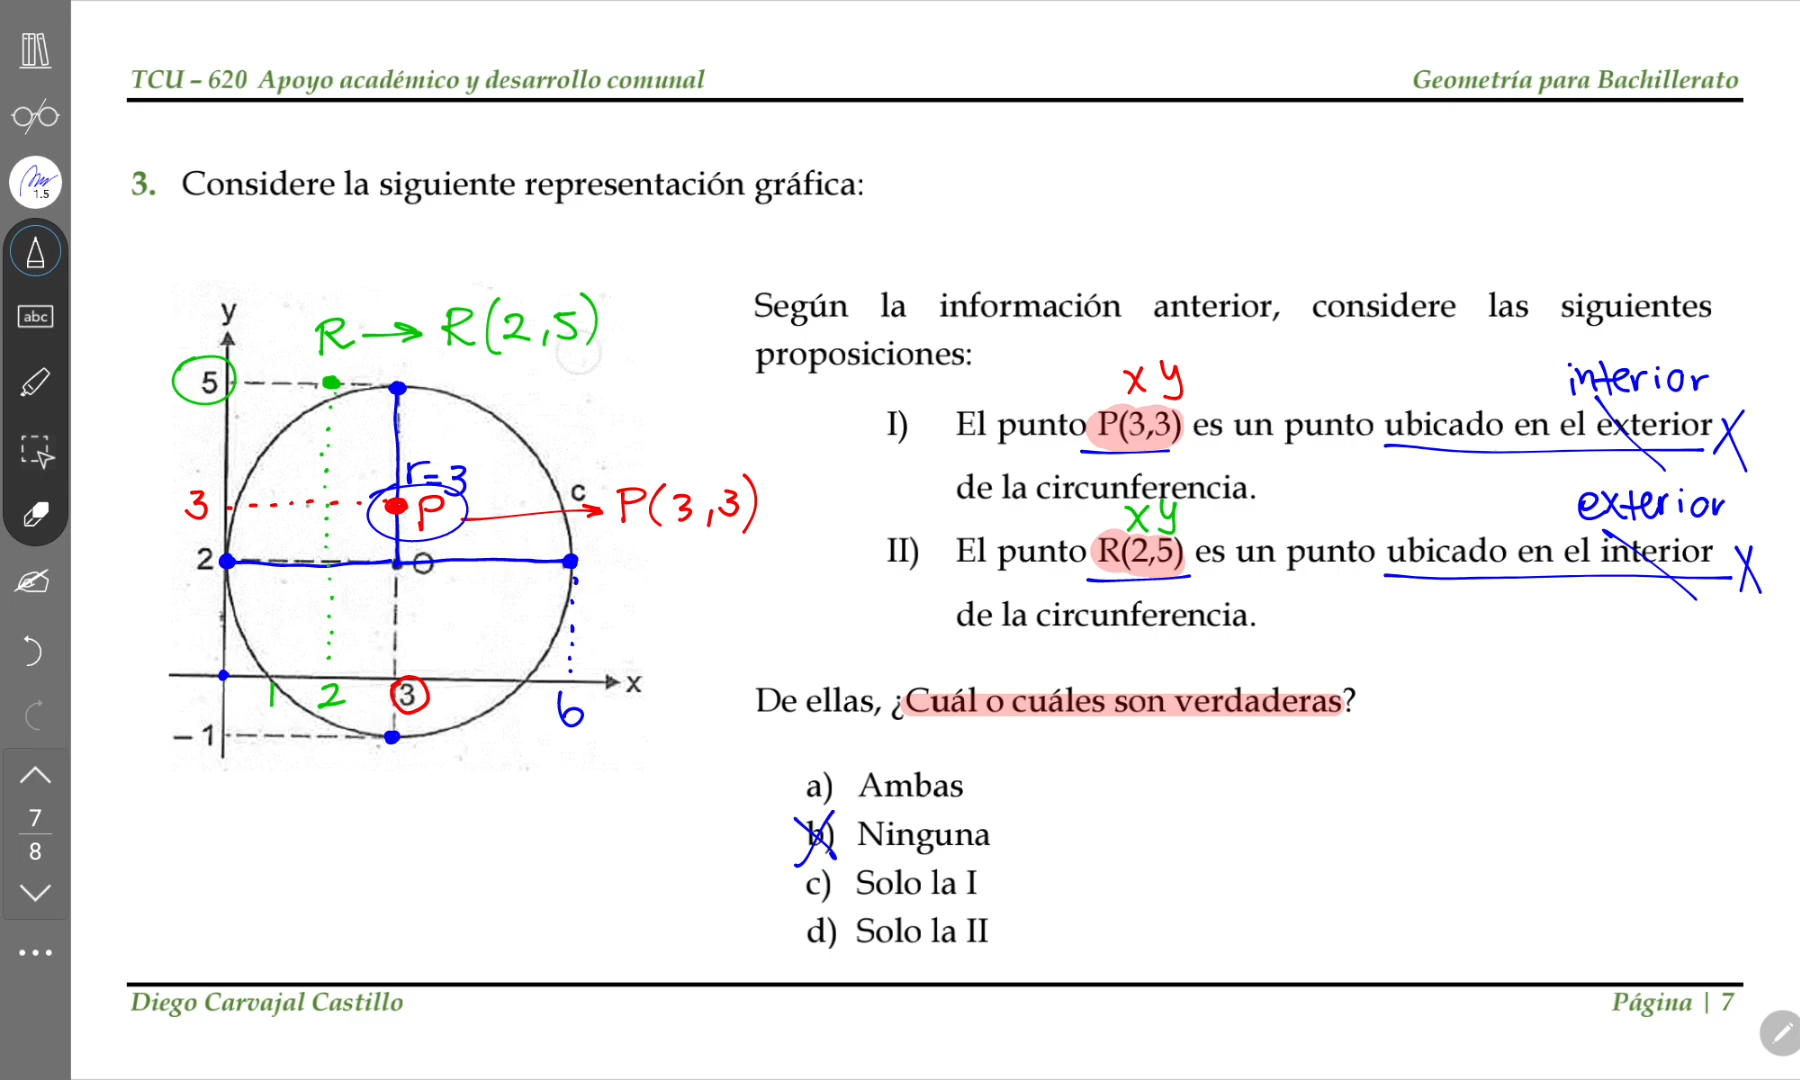 TCU – 620 Apoyo académico y desarrollo comunal
Geometría para Bachillerato
3. Considere la siguiente representación gráfica:
y
R → R(2,5)
5
r=3
3
P
c
P(3,3)
2
O
1
2
3
6
x
–1
Según la información anterior, considere las siguientes
proposiciones:
x y
interior
I) El punto P(3,3) es un punto ubicado en el exterior X
de la circunferencia.
x y
exterior
II) El punto R(2,5) es un punto ubicado en el interior X
de la circunferencia.
De ellas, ¿Cuál o cuáles son verdaderas?
a) Ambas
b) Ninguna
c) Solo la I
d) Solo la II
Diego Carvajal Castillo
Página | 7
1.5
abc
7
8